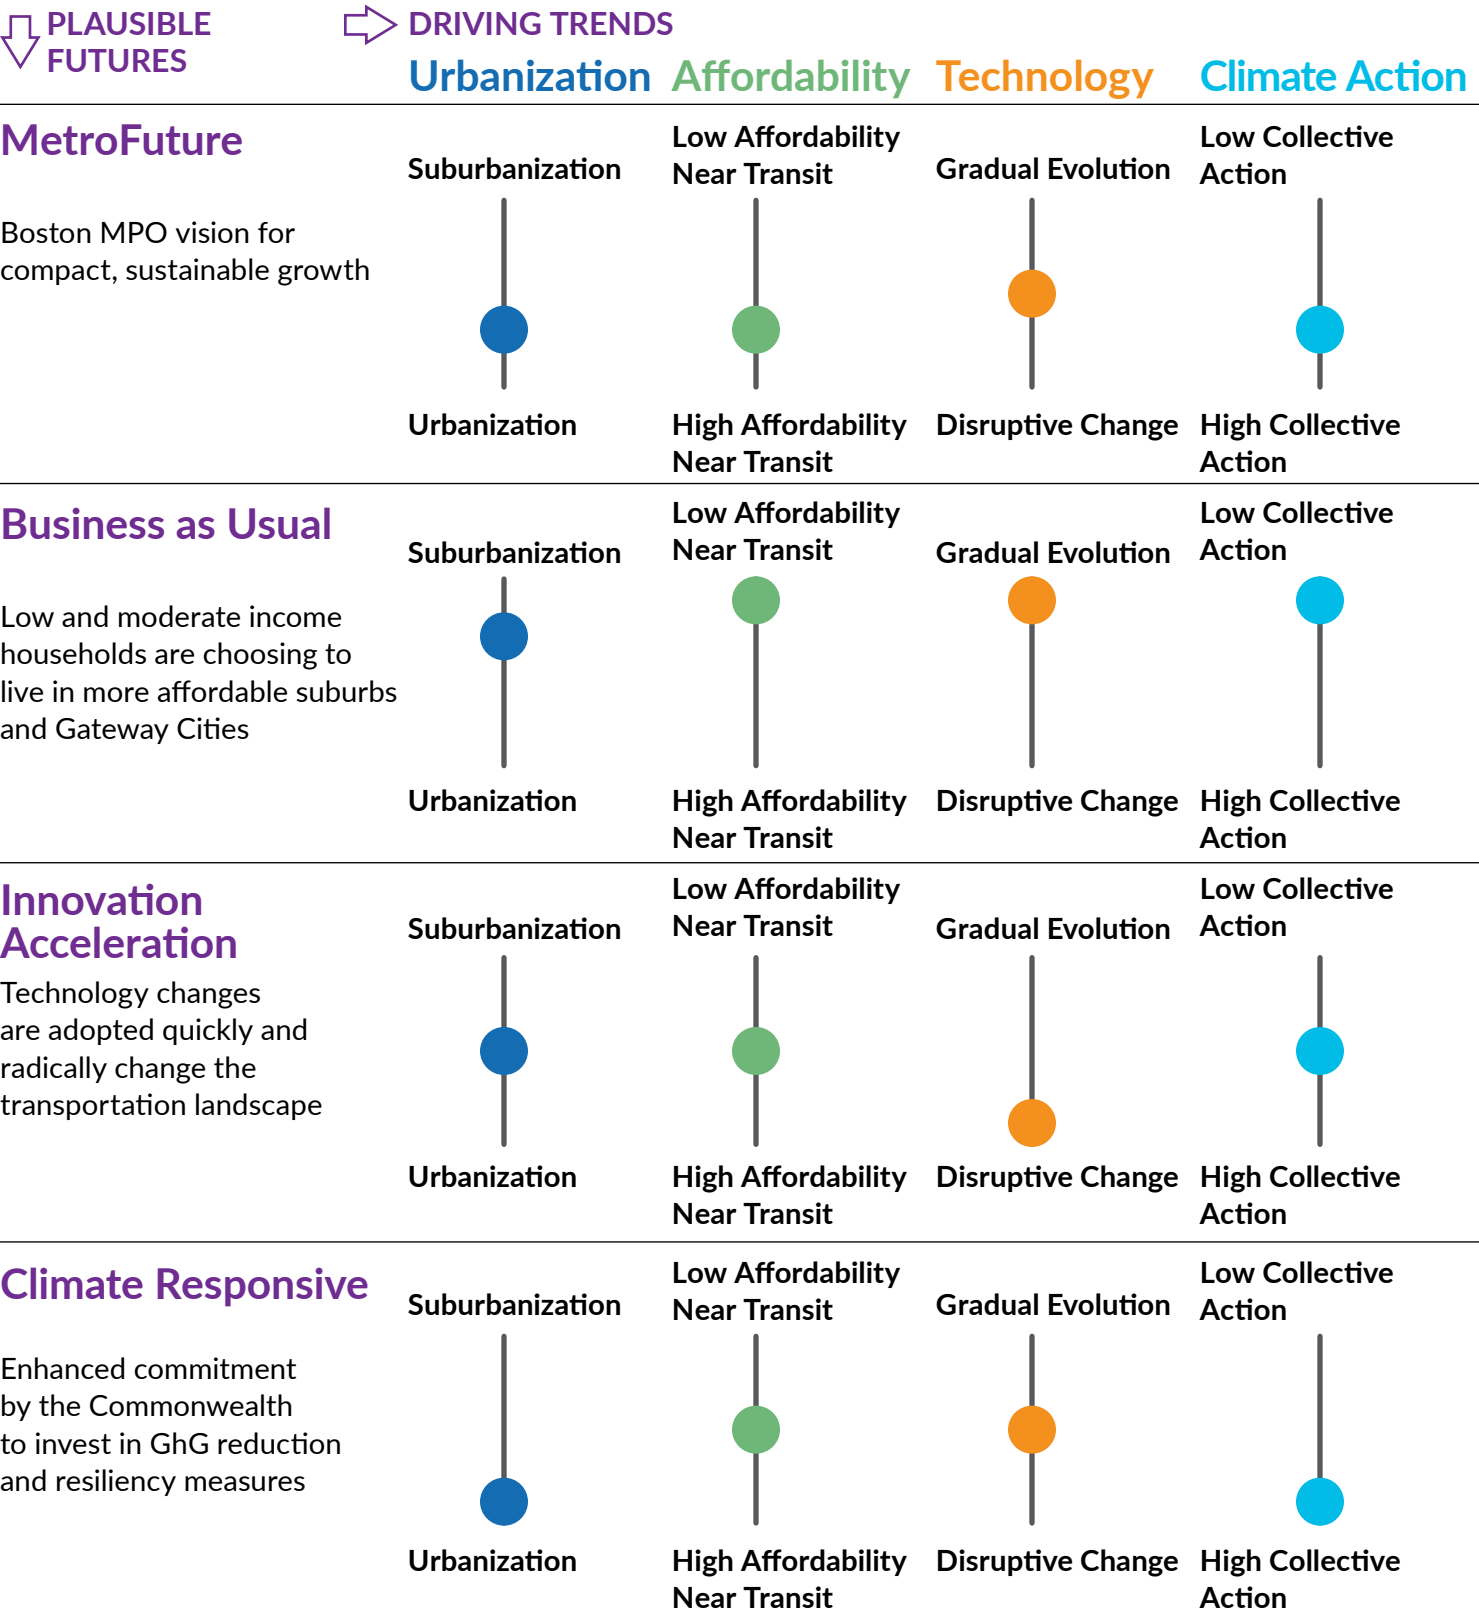 PLAUSIBLE
FUTURES
DRIVING TRENDS
Urbanization Affordability Technology Climate Action
MetroFuture
Boston MPO vision for
compact, sustainable growth
Suburbanization
Urbanization
Low Affordability
Near Transit
High Affordability
Near Transit
Gradual Evolution
Disruptive Change
Low Collective
Action
High Collective
Action
Business as Usual
Low and moderate income
households are choosing to
live in more affordable suburbs
and Gateway Cities
Suburbanization
Urbanization
Low Affordability
Near Transit
High Affordability
Near Transit
Gradual Evolution
Disruptive Change
Low Collective
Action
High Collective
Action
Innovation
Acceleration
Technology changes
are adopted quickly and
radically change the
transportation landscape
Suburbanization
Urbanization
Low Affordability
Near Transit
High Affordability
Near Transit
Gradual Evolution
Disruptive Change
Low Collective
Action
High Collective
Action
Climate Responsive
Enhanced commitment
by the Commonwealth
to invest in GhG reduction
and resiliency measures
Suburbanization
Urbanization
Low Affordability
Near Transit
High Affordability
Near Transit
Gradual Evolution
Disruptive Change
Low Collective
Action
High Collective
Action